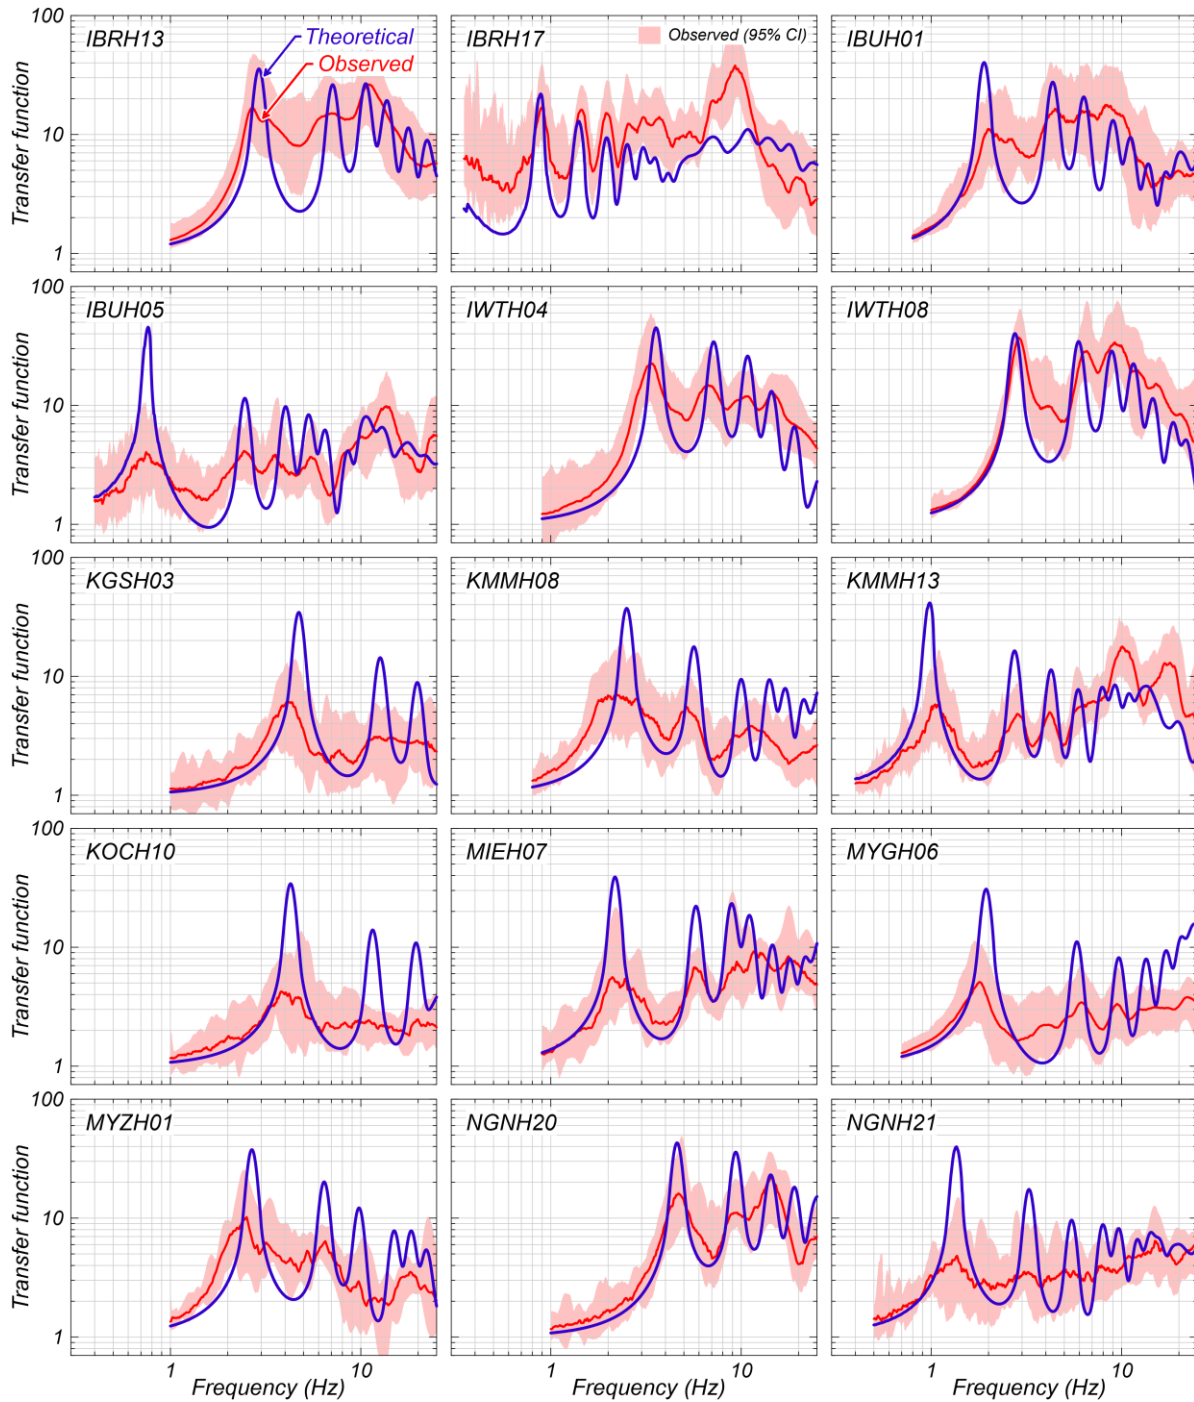 100
10
1
Transfer function
IBRH13
Theoretical
Observed
IBRH17
Observed (95% CI)
IBUH01
100
10
1
Transfer function
IBUH05
IWTH04
IWTH08
100
10
1
Transfer function
KGSH03
KMMH08
KMMH13
100
10
1
Transfer function
KOCH10
MIEH07
MYGH06
100
10
1
Transfer function
MYZH01
NGNH20
NGNH21
1 10
1 10
1 10
Frequency (Hz)
Frequency (Hz)
Frequency (Hz)